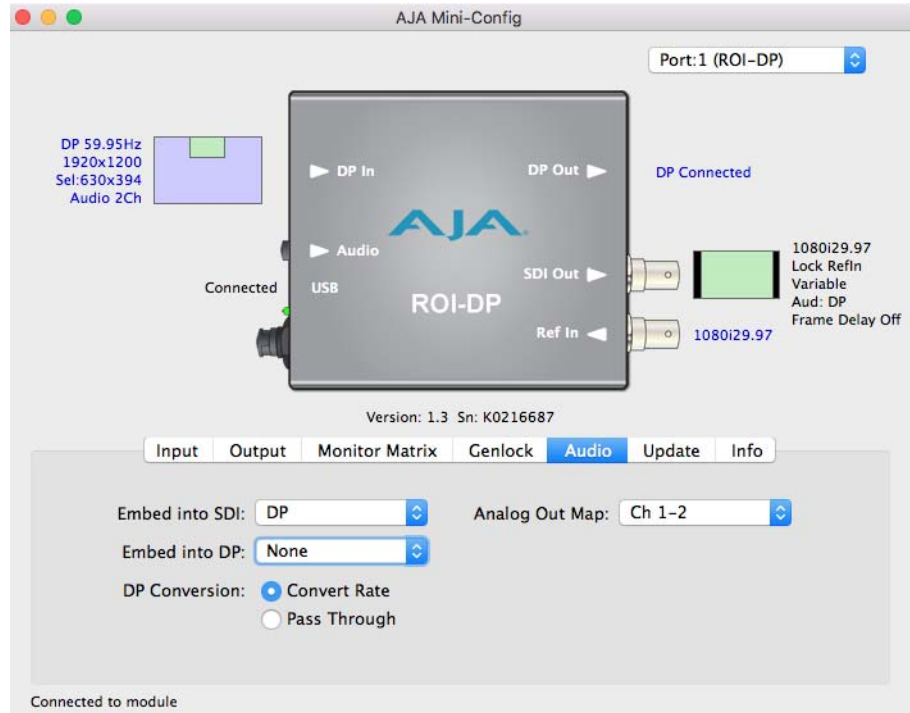 AJA Mini-Config
Port:1 (ROI-DP)
DP 59.95Hz
1920x1200
Sel:630x394
Audio 2Ch
DP In
DP Out
DP Connected
AJA
Audio
Connected
USB
SDI Out
ROI-DP
Ref In
1080i29.97
Lock RefIn
Variable
Aud: DP
Frame Delay Off
1080i29.97
Version: 1.3 Sn: K0216687
Input Output Monitor Matrix Genlock Audio Update Info
Embed into SDI: DP Analog Out Map: Ch 1-2
Embed into DP: None
DP Conversion: Convert Rate
Pass Through
Connected to module